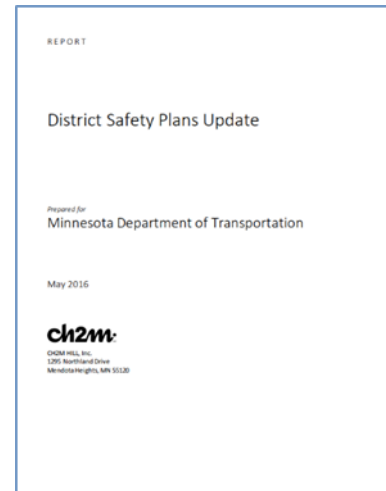 REPORT
District Safety Plans Update
Prepared for
Minnesota Department of Transportation
May 2016
ch2m:
CH2M HILL, Inc.
1295 Northland Drive
Mendota Heights, MN 55120